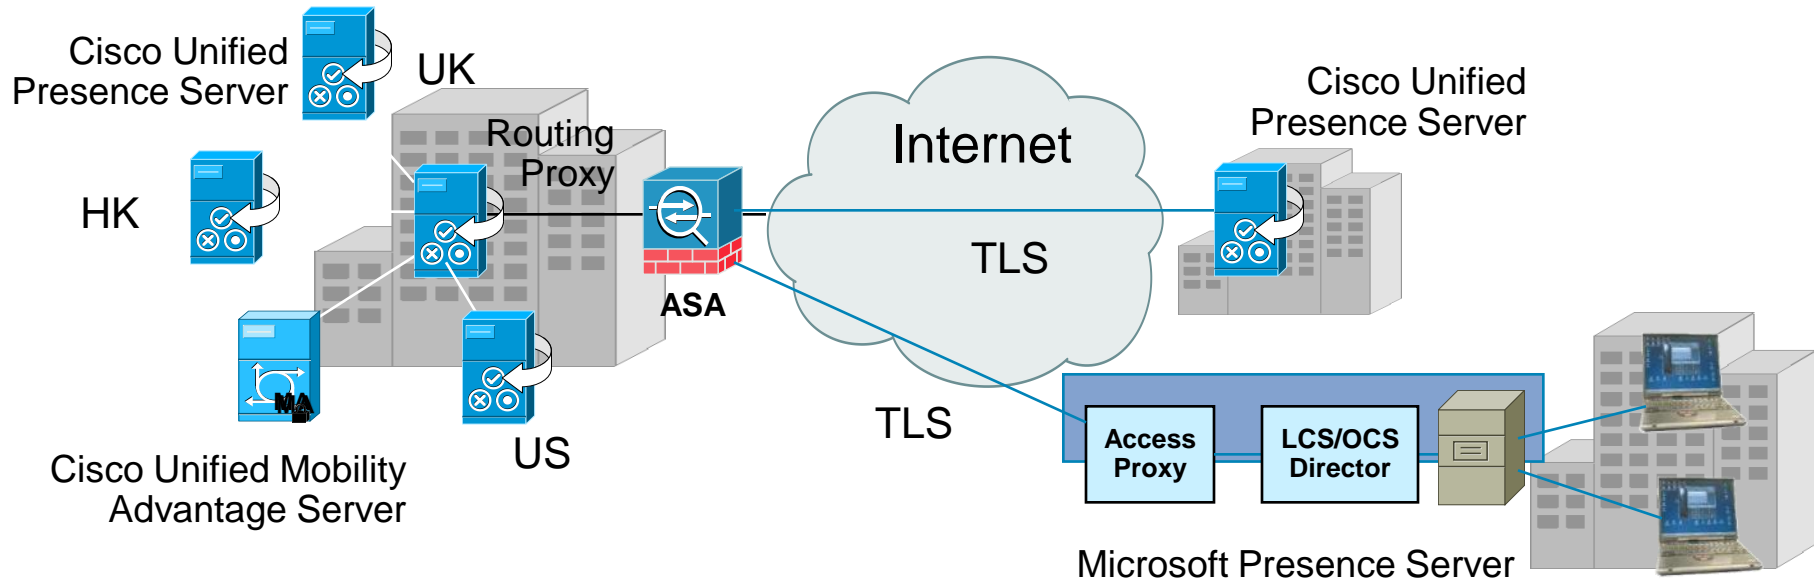 Cisco Unified
Presence Server
UK
Routing
Proxy
HK
ASA
MA
US
Cisco Unified Mobility
Advantage Server
Internet
TLS
TLS
Cisco Unified
Presence Server
Access
Proxy
LCS/OCS
Director
Microsoft Presence Server